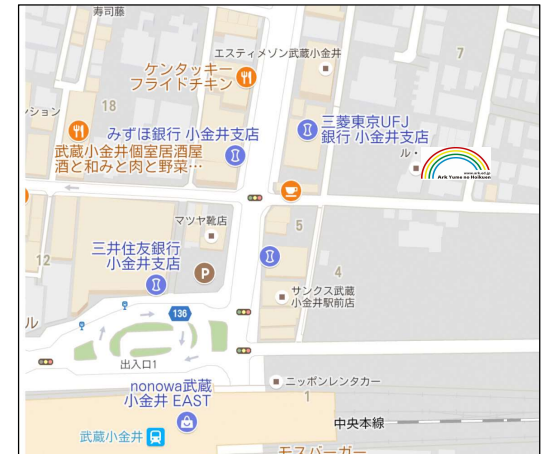 寿司藤
エスティメゾン武蔵小金井
7
ケンタッキー
フライドチキン
18
ション
みずほ銀行 小金井支店
三菱東京UFJ
銀行 小金井支店
武蔵小金井個室居酒屋
酒と和みと肉と野菜…
ル・
www.ark-art.jp
Ark Yume no Hoikuen
マツヤ靴店
5
三井住友銀行
小金井支店
12
P
4
サンクス武蔵
小金井駅前店
136
ル
出入口1
nonowa武蔵
小金井 EAST
ニッポンレンタカー
1
中央本線
武蔵小金井
モスバーガー